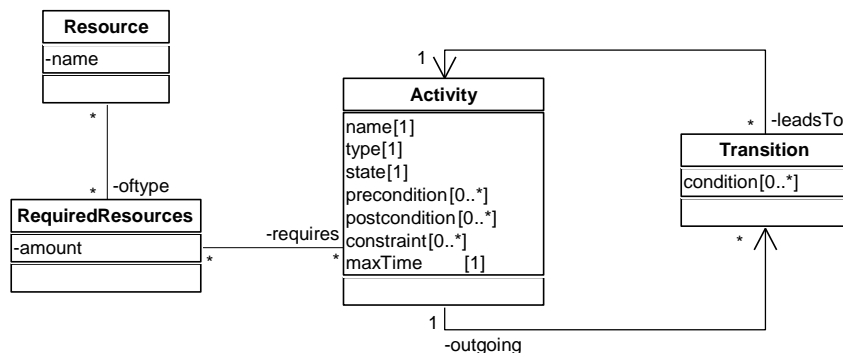 Resource
-name
*
*
-oftype
RequiredResources
-amount
*
-requires
*
1
Activity
name[1]
type[1]
state[1]
precondition[0..*]
postcondition[0..*]
constraint[0..*]
maxTime [1]
1
-outgoing
*
-leadsTo
Transition
condition[0..*]
*